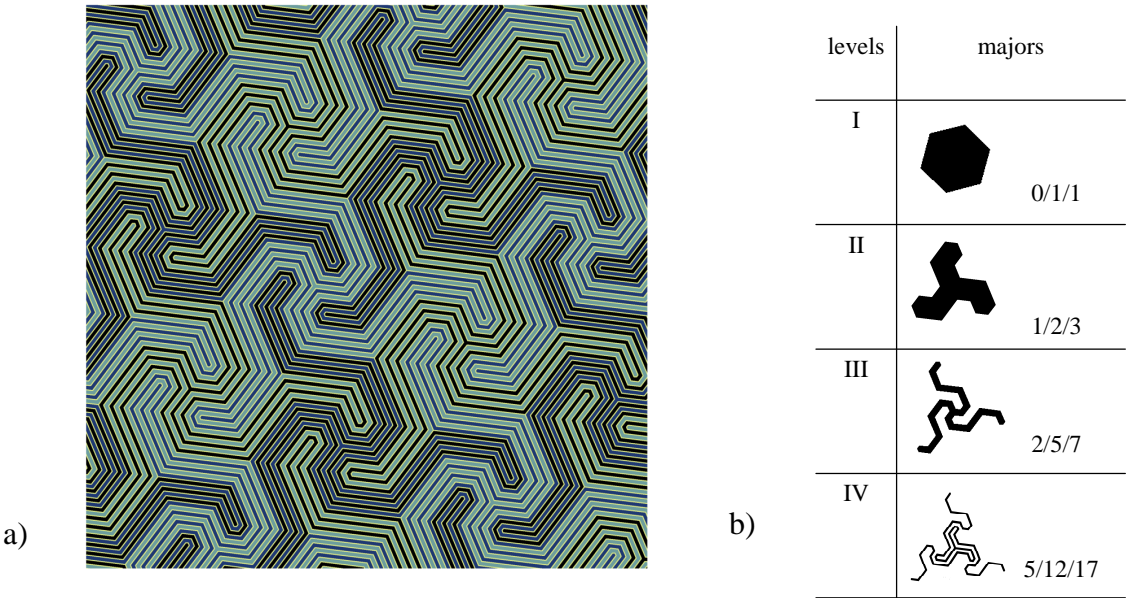 a)
b)
levels majors
I
0/1/1
II
1/2/3
III
2/5/7
IV
5/12/17